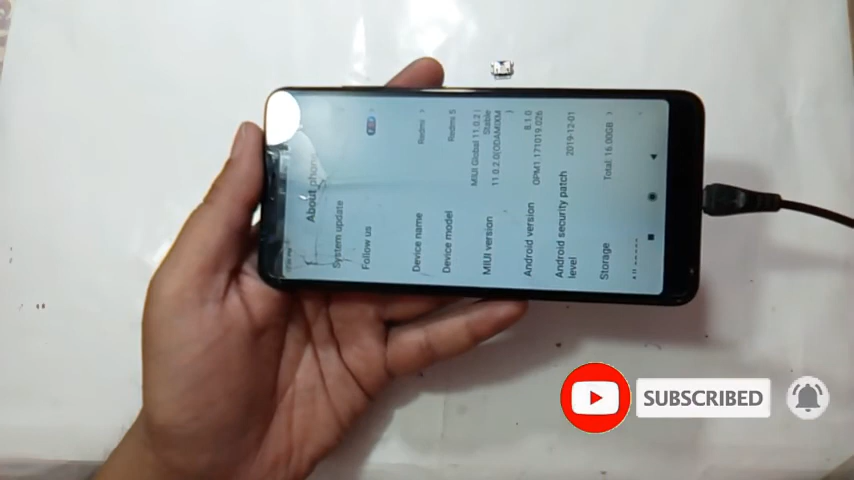 About phone
System update
Follow us
Device name Redmi
Device model Redmi 5
MIUI version MIUI Global 11.0.2
Stable
11.0.2.0(ODAMIXM
)
Android version 8.1.0
OPM1.171019.026
Android security patch
level 2019-12-01
Storage Total: 16.00GB
SUBSCRIBED